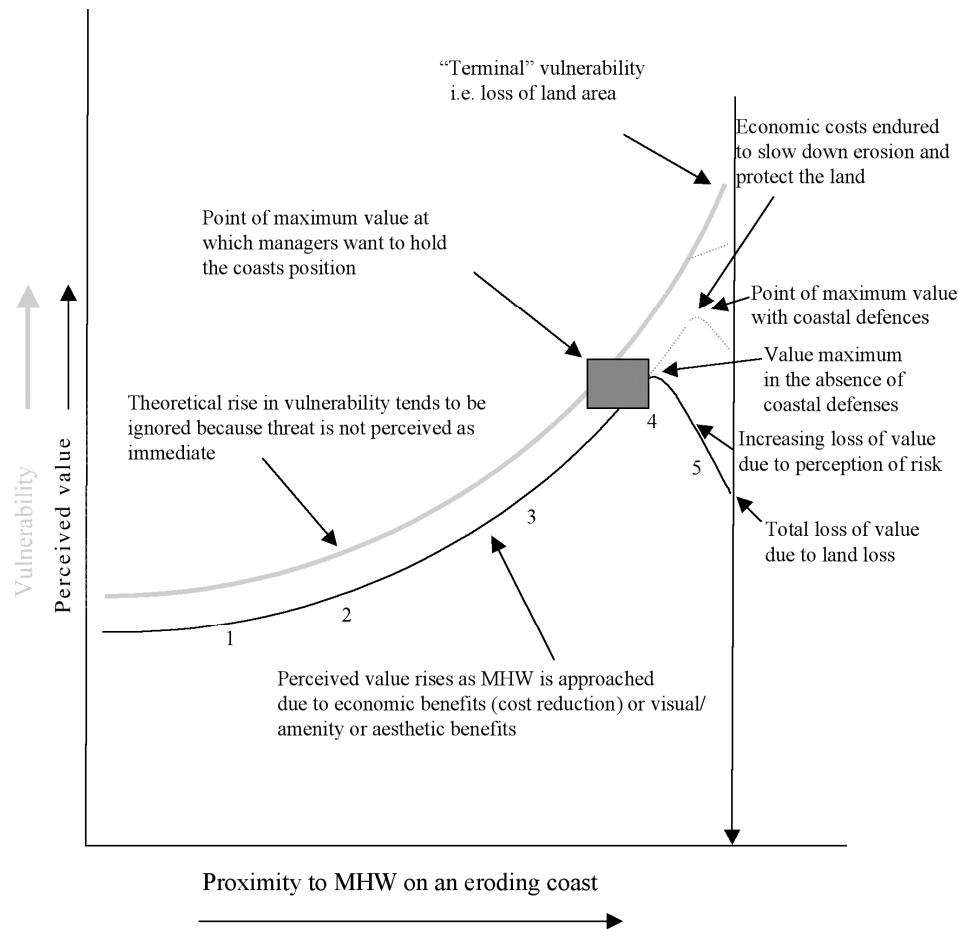 “Terminal” vulnerability
i.e. loss of land area
Economic costs endured
to slow down erosion and
protect the land
Point of maximum value at
which managers want to hold
the coasts position
Point of maximum value
with coastal defences
Value maximum
in the absence of
coastal defenses
Theoretical rise in vulnerability tends to be
ignored because threat is not perceived as
immediate
4
Increasing loss of value
due to perception of risk
5
Vulnerability
Perceived value
3
Total loss of value
due to land loss
2
1
Perceived value rises as MHW is approached
due to economic benefits (cost reduction) or visual/
amenity or aesthetic benefits
Proximity to MHW on an eroding coast